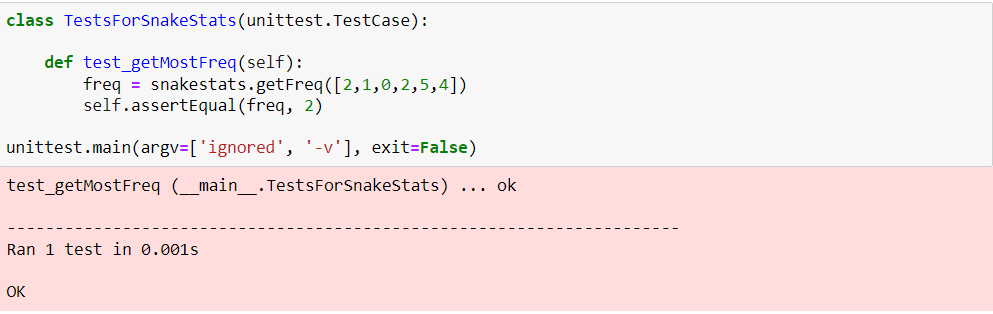 class TestsForSnakeStats(unittest.TestCase):
    def test_getMostFreq(self):
        freq = snakestats.getFreq([2,1,0,2,5,4])
        self.assertEqual(freq, 2)
unittest.main(argv=['ignored', '-v'], exit=False)
test_getMostFreq (__main__.TestsForSnakeStats) ... ok
----------------------------------------------------------------------
Ran 1 test in 0.001s
OK